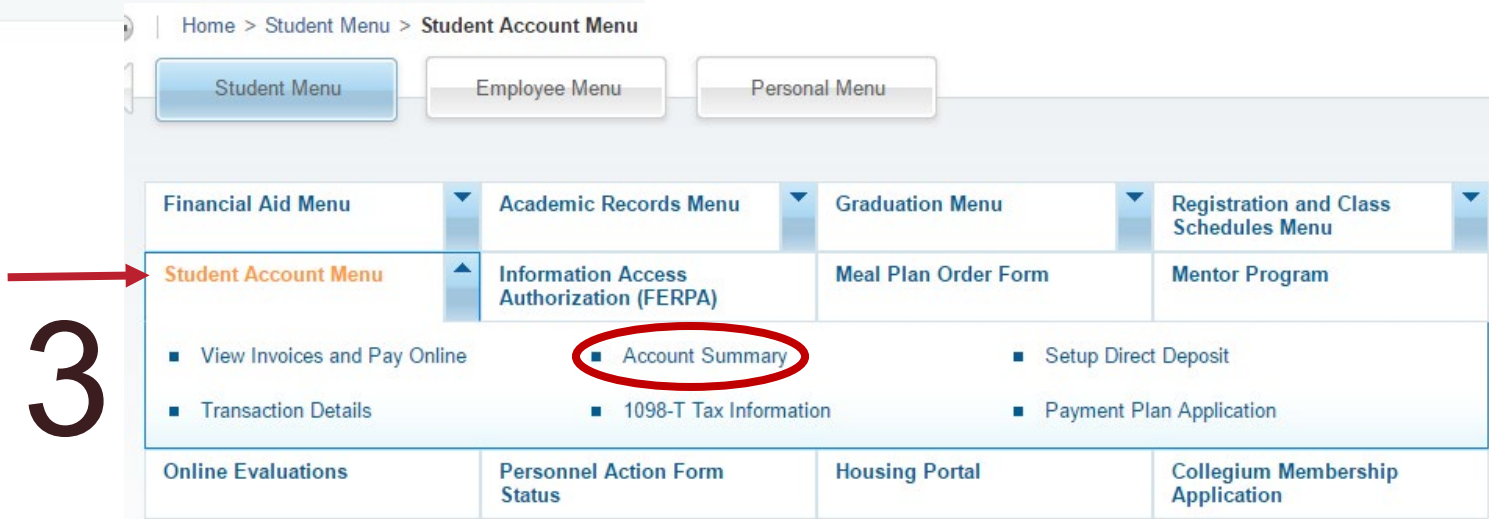 Home > Student Menu > Student Account Menu
Student Menu Employee Menu Personal Menu
Financial Aid Menu Academic Records Menu Graduation Menu Registration and Class
Schedules Menu
Student Account Menu Information Access Meal Plan Order Form Mentor Program
Authorization (FERPA)
3
View Invoices and Pay Online Account Summary Setup Direct Deposit
Transaction Details 1098-T Tax Information Payment Plan Application
Online Evaluations Personnel Action Form Housing Portal Collegium Membership
Status Application